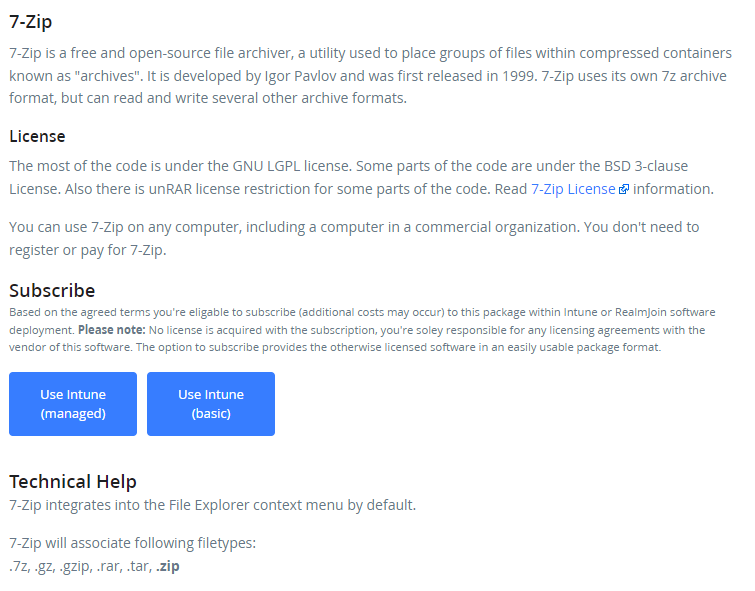 7-Zip
7-Zip is a free and open-source file archiver, a utility used to place groups of files within compressed containers
known as "archives". It is developed by Igor Pavlov and was first released in 1999. 7-Zip uses its own 7z archive
format, but can read and write several other archive formats.
License
The most of the code is under the GNU LGPL license. Some parts of the code are under the BSD 3-clause
License. Also there is unRAR license restriction for some parts of the code. Read 7-Zip License information.
You can use 7-Zip on any computer, including a computer in a commercial organization. You don't need to
register or pay for 7-Zip.
Subscribe
Based on the agreed terms you're eligable to subscribe (additional costs may occur) to this package within Intune or RealmJoin software
deployment. Please note: No license is acquired with the subscription, you're soley responsible for any licensing agreements with the
vendor of this software. The option to subscribe provides the otherwise licensed software in an easily usable package format.
Use Intune
(managed)
Use Intune
(basic)
Technical Help
7-Zip integrates into the File Explorer context menu by default.
7-Zip will associate following filetypes:
.7z, .gz, .gzip, .rar, .tar, .zip